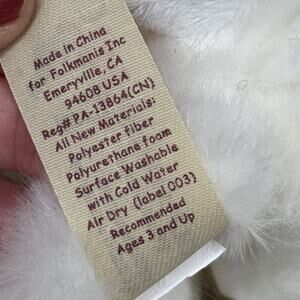 Made in China
for Folkmanis Inc
Emeryville, CA
94608 USA
Reg# PA-13864(CN)
All New Materials:
Polyester fiber
Polyurethane foam
Surface Washable
with Cold Water
Air Dry (label 003)
Recommended
Ages 3 and Up